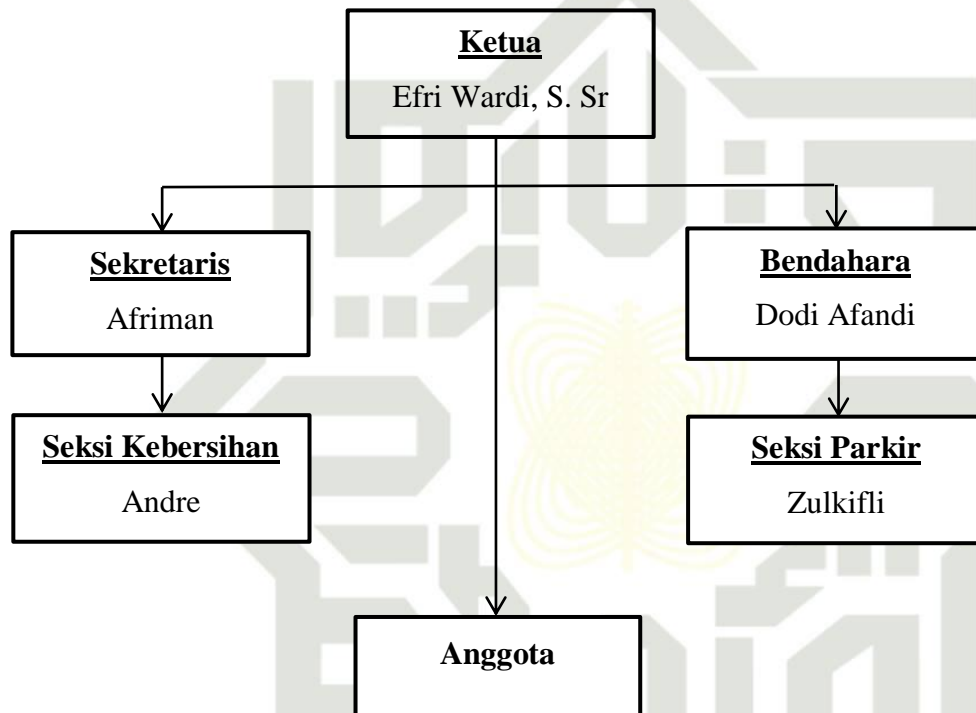 Ketua
Efri Wardi, S. Sr
Sekretaris
Afriman
Bendahara
Dodi Afandi
Seksi Kebersihan
Andre
Seksi Parkir
Zulkifli
Anggota